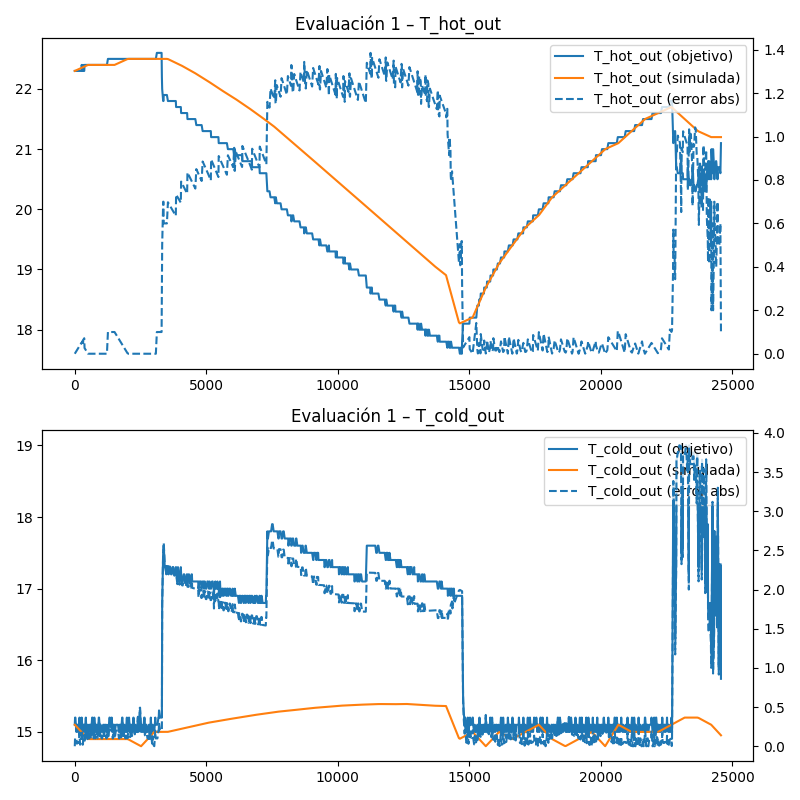 Evaluación 1 – T_hot_out
T_hot_out (objetivo)
T_hot_out (simulada)
T_hot_out (error abs)
22
21
20
19
18
1.4
1.2
1.0
0.8
0.6
0.4
0.2
0.0
0 5000 10000 15000 20000 25000
Evaluación 1 – T_cold_out
T_cold_out (objetivo)
T_cold_out (simulada)
T_cold_out (error abs)
19
18
17
16
15
4.0
3.5
3.0
2.5
2.0
1.5
1.0
0.5
0.0
0 5000 10000 15000 20000 25000